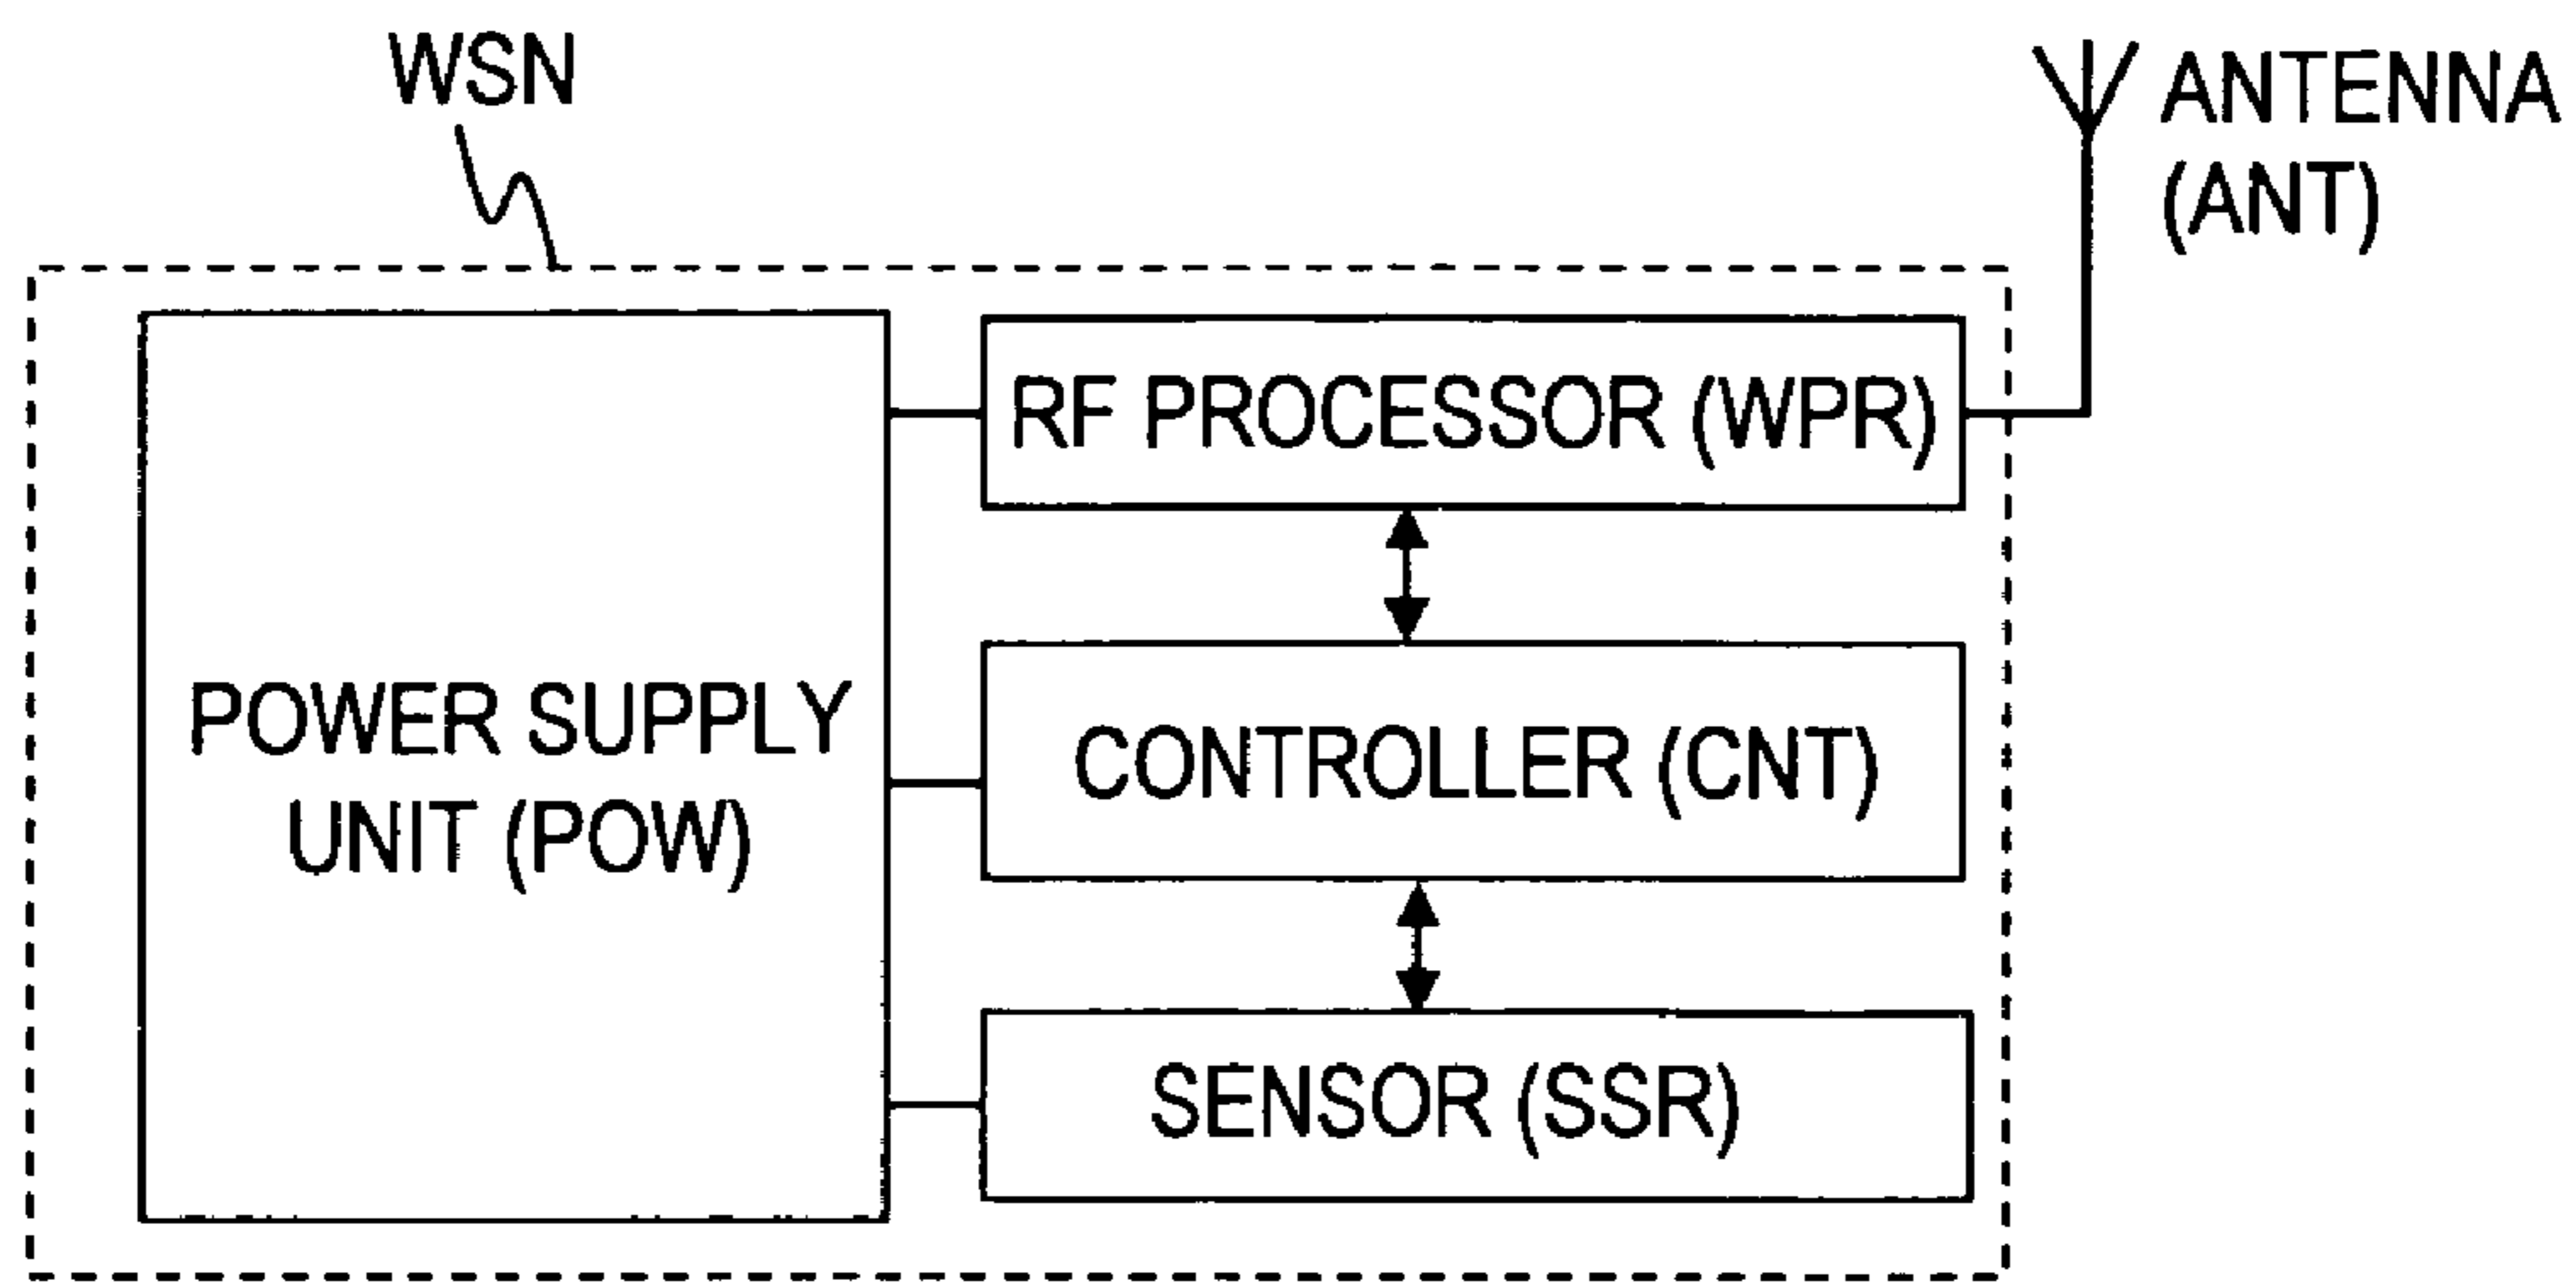 WSN
ANTENNA
(ANT)
RF PROCESSOR (WPR)
POWER SUPPLY
UNIT (POW)
CONTROLLER (CNT)
SENSOR (SSR)